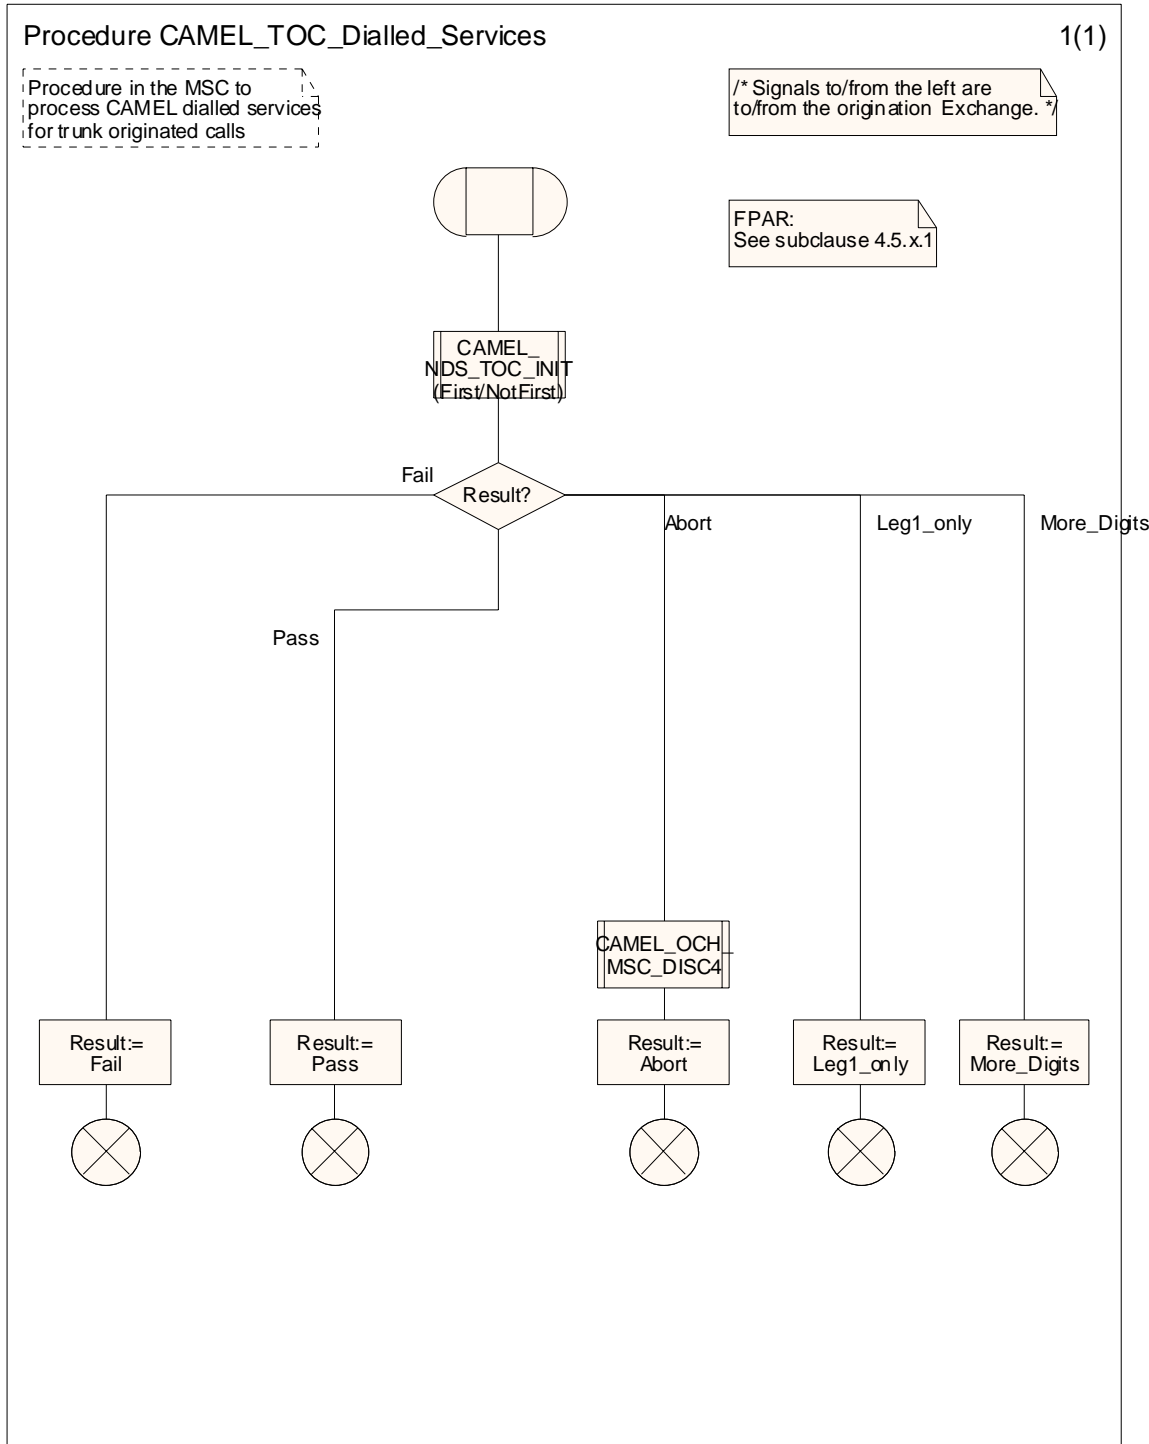 Procedure CAMEL_TOC_Dialled_Services
1(1)
Procedure in the MSC to
process CAMEL dialled services
for trunk originated calls
/* Signals to/from the left are
to/from the origination Exchange. */
FPAR:
See subclause 4.5.x.1
CAMEL_
NDS_TOC_INIT
(First/NotFirst)
Fail
Result?
Abort
Leg1_only
More_Digits
Pass
CAMEL_OCH_
MSC_DISC4
Result:=
Fail
Result:=
Pass
Result:=
Abort
Result:=
Leg1_only
Result:=
More_Digits